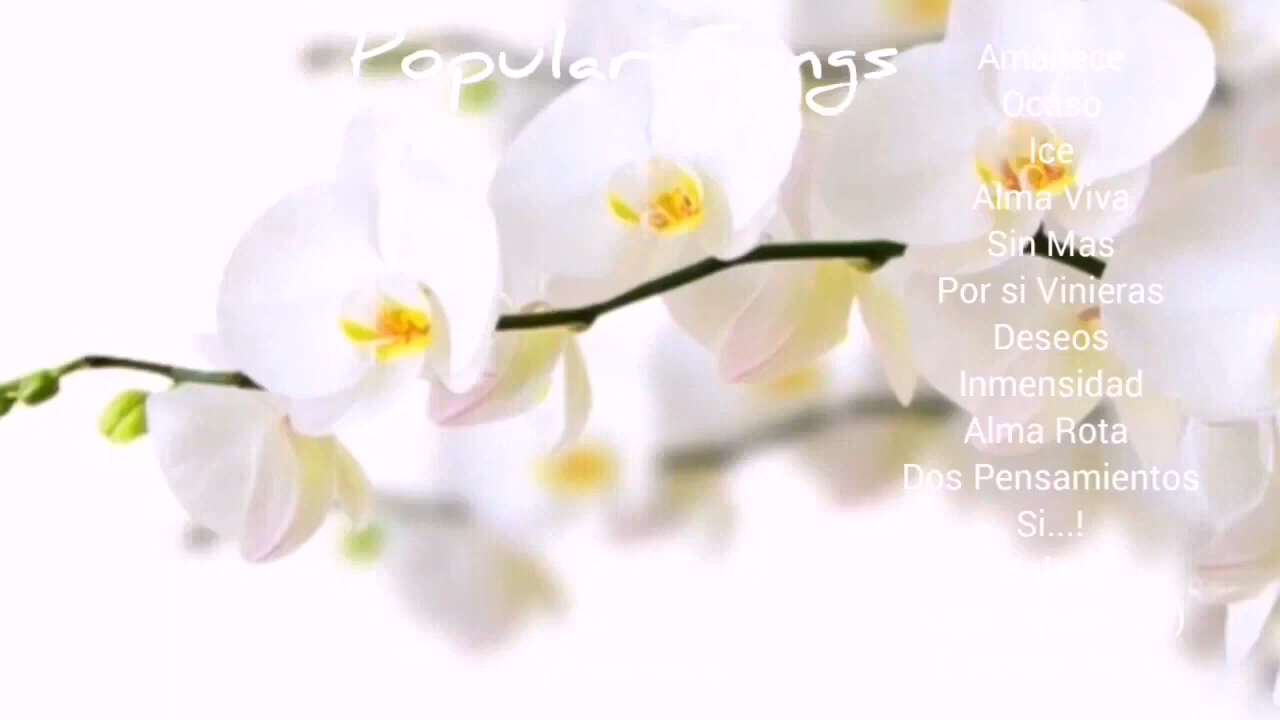 Popular Songs
Amanece
Ocaso
Ice
Alma Viva
Sin Mas
Por si Vinieras
Deseos
Inmensidad
Alma Rota
Dos Pensamientos
Si...!